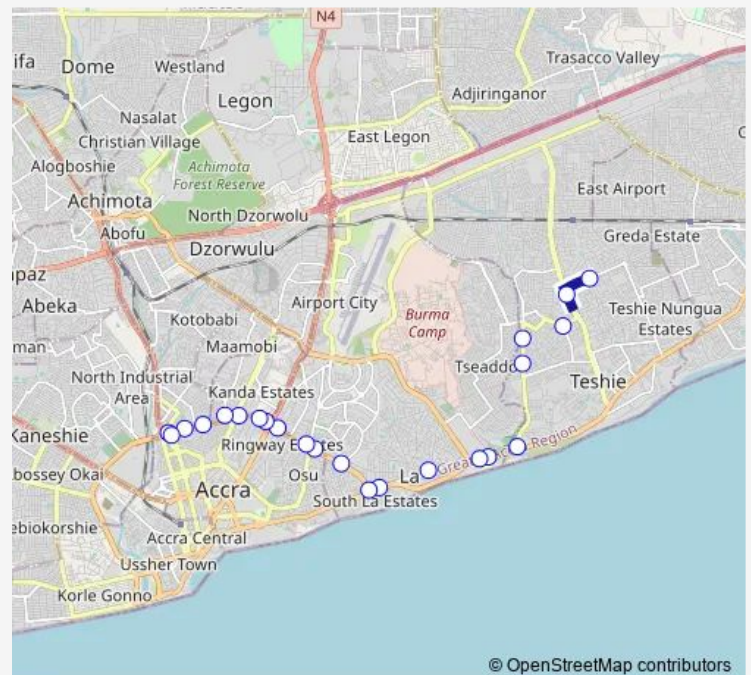 N4
ifa
Dome
Westland
Trasacco Valley
Legon
Adjiringanor
Nasalat
Christian Village
East Legon
Alogboshie
Achimota
Forest Reserve
East Airport
Achimota
North Dzorwolu
Abofu
Greda Estate
Dzorwulu
apaz
Airport City
Abeka
Burma
Camp
Teshie Nungua
Estates
Kotobabi
man
Maamobi
Tseaddo
North Industrial
Area
Teshie
Kanda Estates
Kaneshie
Ringway Estates
Great Region
bossey Okai
Osu
La
Accra
South La Estates
ebiokorshie
Accra Central
Ussher Town
Korle Gonno
© OpenStreetMap contributors